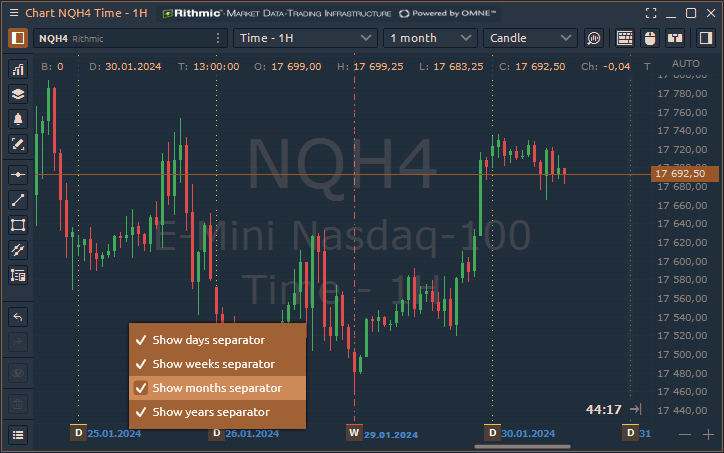 Chart NQH4 Time - 1H
Rithmic - MARKET DATA-TRADING INFRASTRUCTURE
Powered by OMNE™
NQH4 Rithmic
Time - 1H
1 month
Candle
B: 0 D: 30.01.2024 T: 13:00:00 O: 17 699,00 H: 17 699,25 L: 17 683,25 C: 17 692,50 Ch: -0,04 T
AUTO
17 800,00
17 780,00
17 760,00
17 740,00
17 720,00
17 700,00
17 692,50
17 680,00
17 660,00
17 640,00
17 620,00
17 600,00
17 580,00
17 560,00
17 540,00
17 520,00
17 500,00
17 480,00
17 460,00
17 440,00
NQH4
E-Mini Nasdaq-100
Time - 1H
Show days separator
Show weeks separator
Show months separator
Show years separator
44:17
D 25.01.2024 D 26.01.2024 W 29.01.2024 D 30.01.2024 D 31